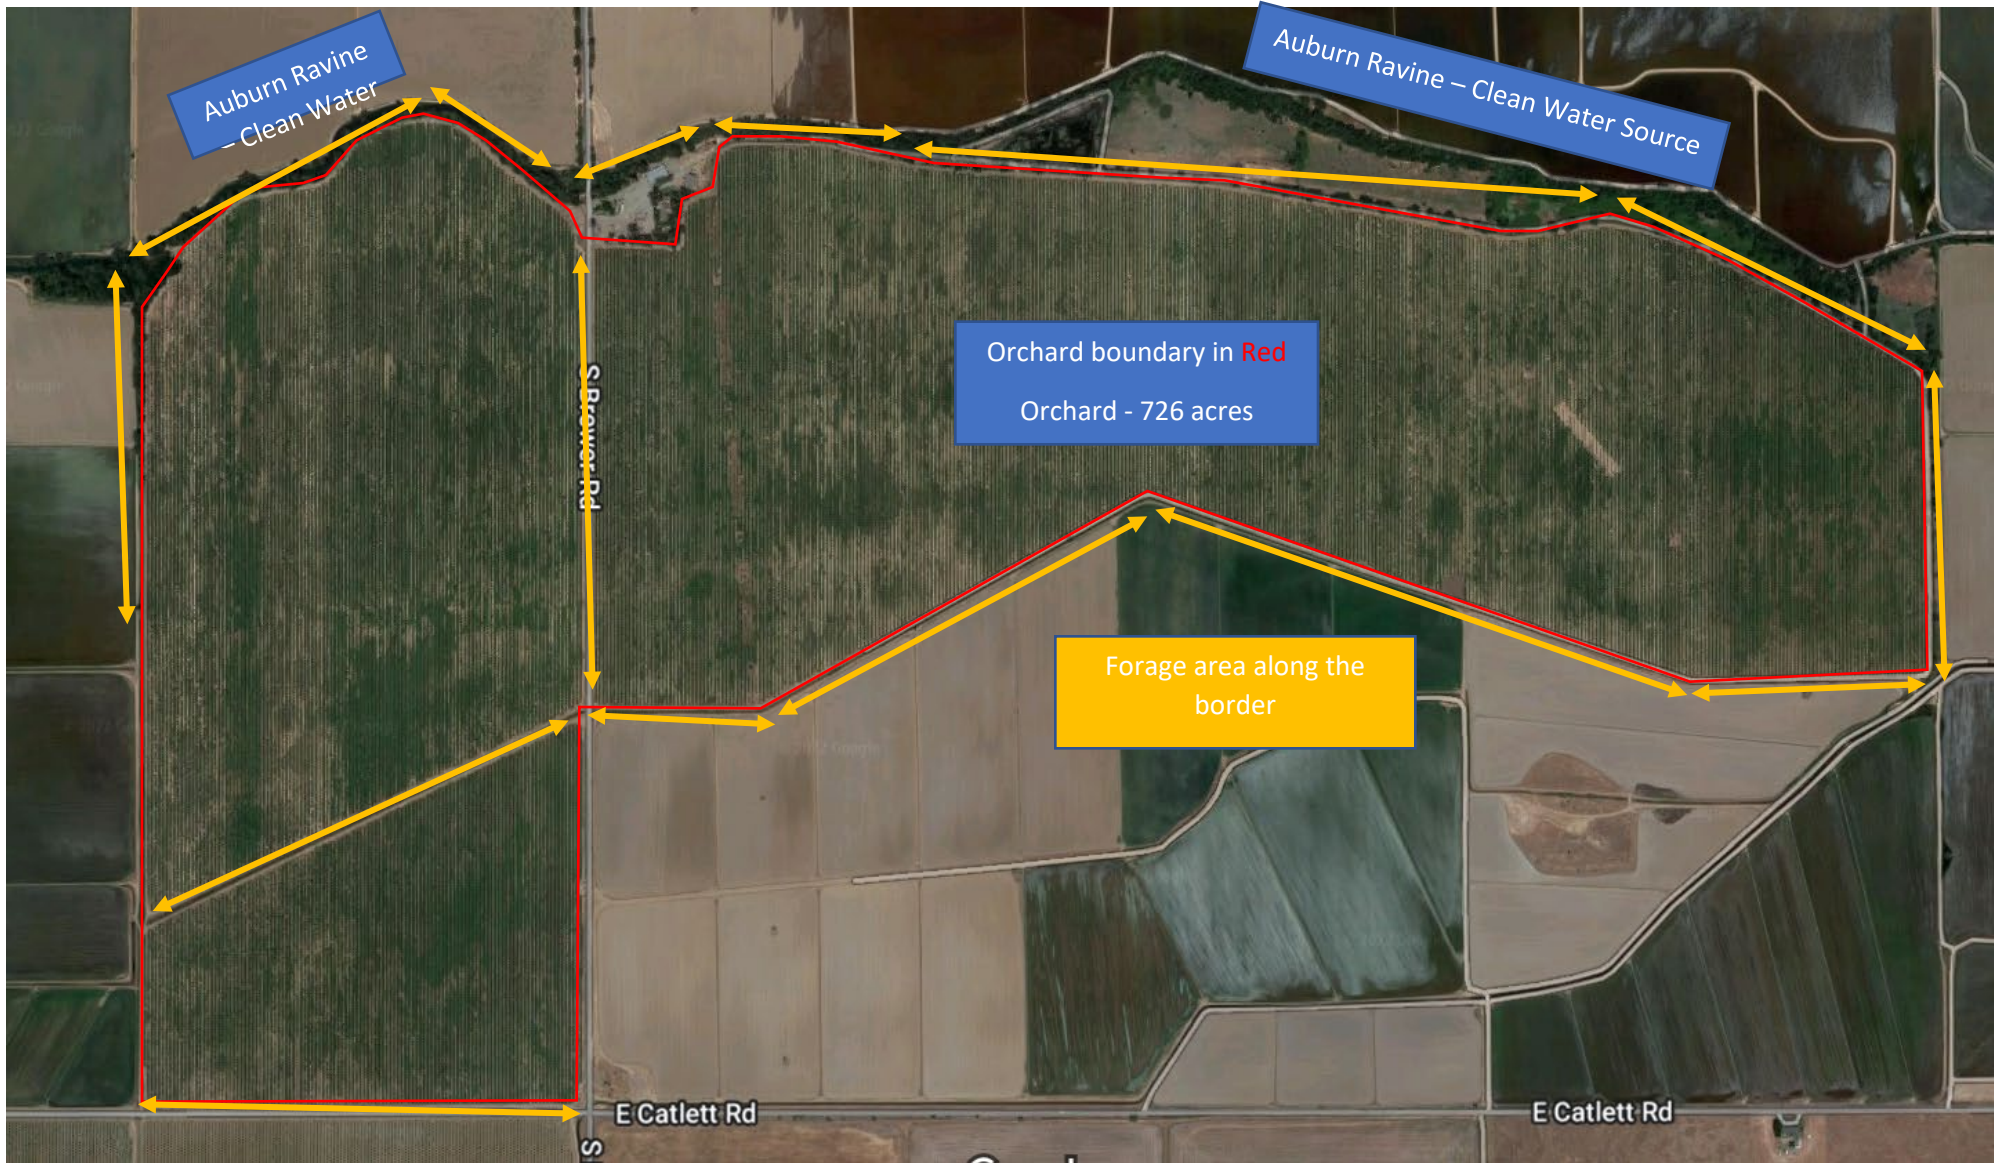 Auburn Ravine
– Clean Water
Auburn Ravine – Clean Water Source
Orchard boundary in Red
Orchard - 726 acres
S Brewer Rd
Forage area along the
border
E Catlett Rd
E Catlett Rd
S